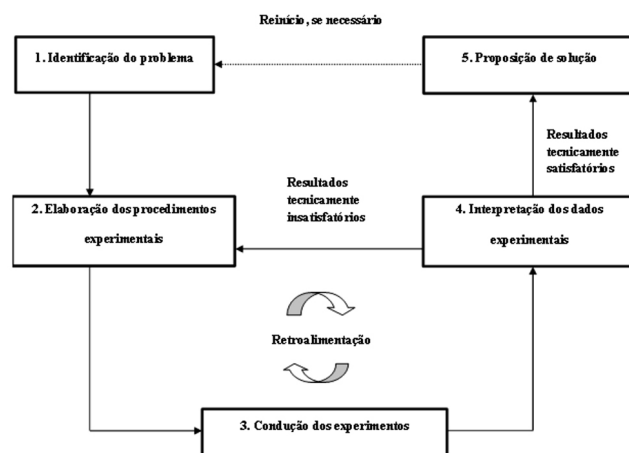 Reinício, se necessário
1. Identificação do problema
5. Proposição de solução
Resultados
tecnicamente
satisfatórios
Resultados
tecnicamente
insatisfatórios
2. Elaboração dos procedimentos
experimentais
4. Interpretação dos dados
experimentais
Retroalimentação
3. Condução dos experimentos